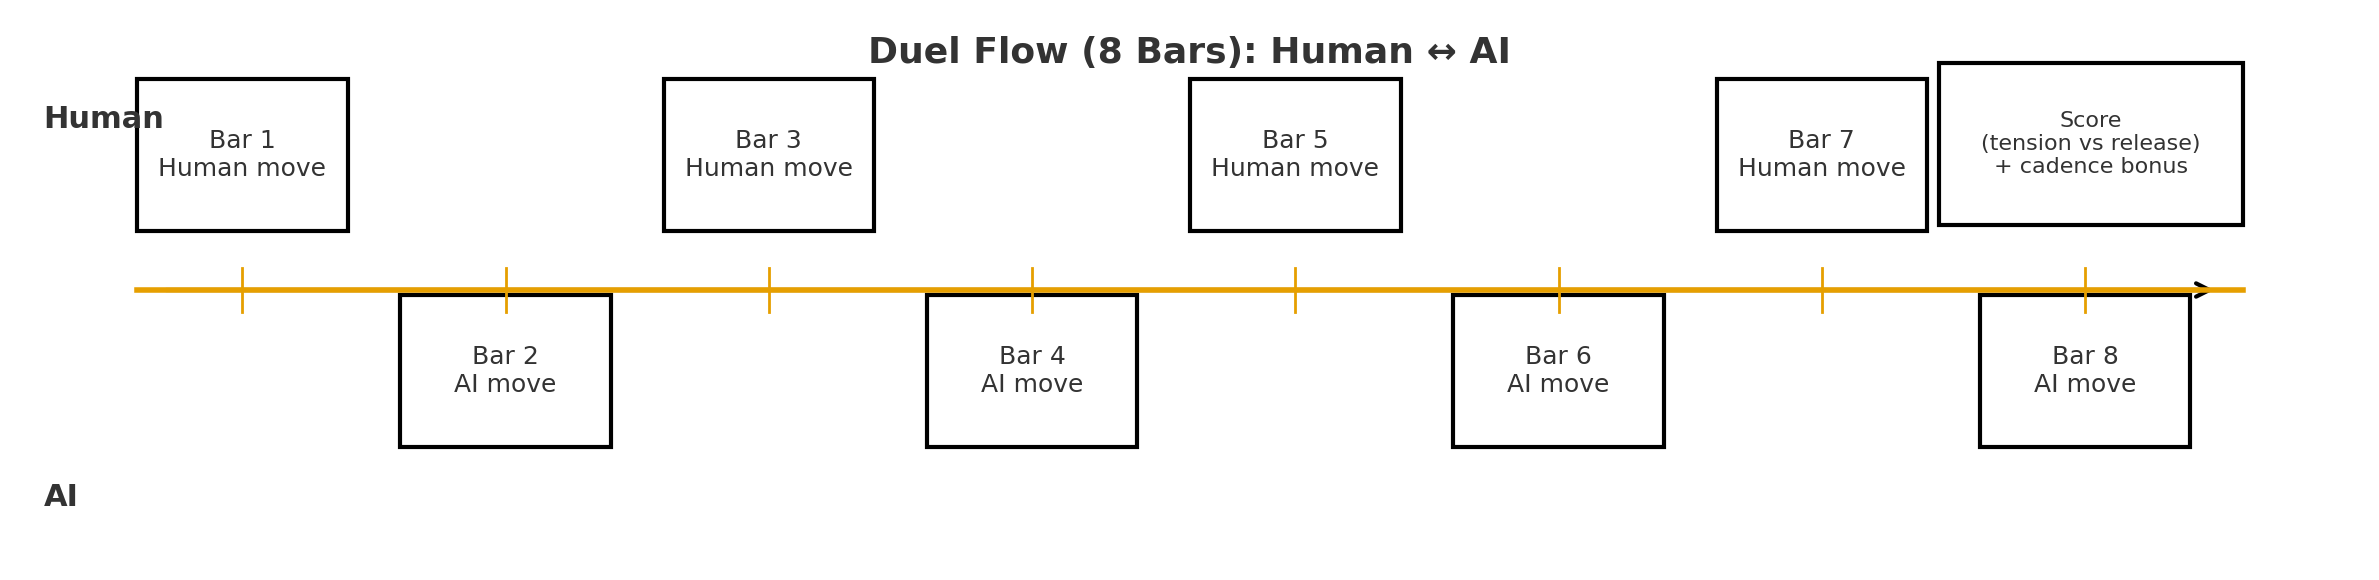 Duel Flow (8 Bars): Human ↔ AI
Human
Bar 1
Human move
Bar 3
Human move
Bar 5
Human move
Bar 7
Human move
Score
(tension vs release)
+ cadence bonus
Bar 2
AI move
Bar 4
AI move
Bar 6
AI move
Bar 8
AI move
AI